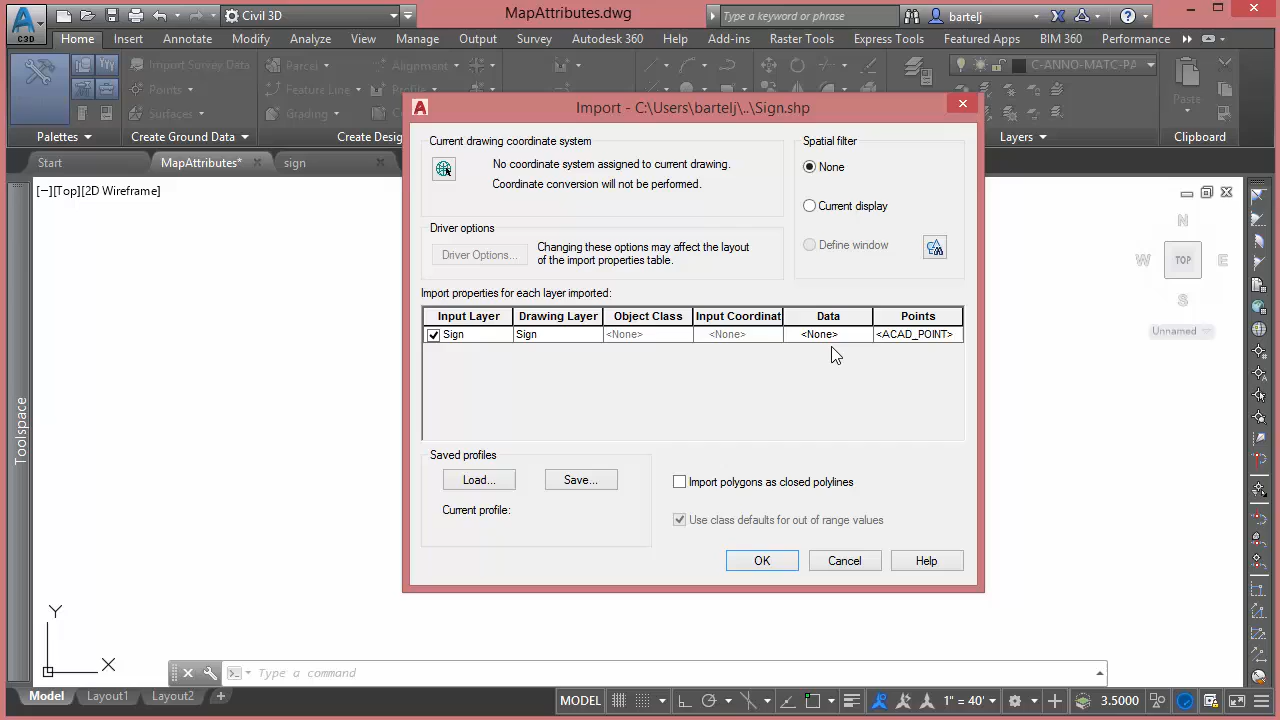 MapAttributes.dwg
A C3D Civil 3D Type a keyword or phrase bartelj
Home Insert Annotate Modify Analyze View Manage Output Survey Autodesk 360 Help Add-ins Raster Tools Express Tools Featured Apps BIM 360 Performance
Import Survey Data Parcel Alignment C-ANNO-MATC-PA
Points Feature Line Profile Paste
Surfaces Grading
Palettes Create Ground Data Create Design Layers Clipboard
Start MapAttributes* sign
[−][Top][2D Wireframe]
Import - C:\Users\bartelj\..\Sign.shp
Current drawing coordinate system
No coordinate system assigned to current drawing.
Coordinate conversion will not be performed.
Spatial filter
None
Current display
Define window
Driver options
Driver Options...
Changing these options may affect the layout
of the import properties table.
Import properties for each layer imported:
Input Layer Drawing Layer Object Class Input Coordinat Data Points
Sign Sign <None> <None> <None> <ACAD_POINT>
Saved profiles
Load... Save...
Current profile:
Import polygons as closed polylines
Use class defaults for out of range values
OK Cancel Help
N
W TOP E
S
Unnamed
Toolspace
Y
X
Type a command
Model Layout1 Layout2 +
MODEL 1" = 40' 3.5000